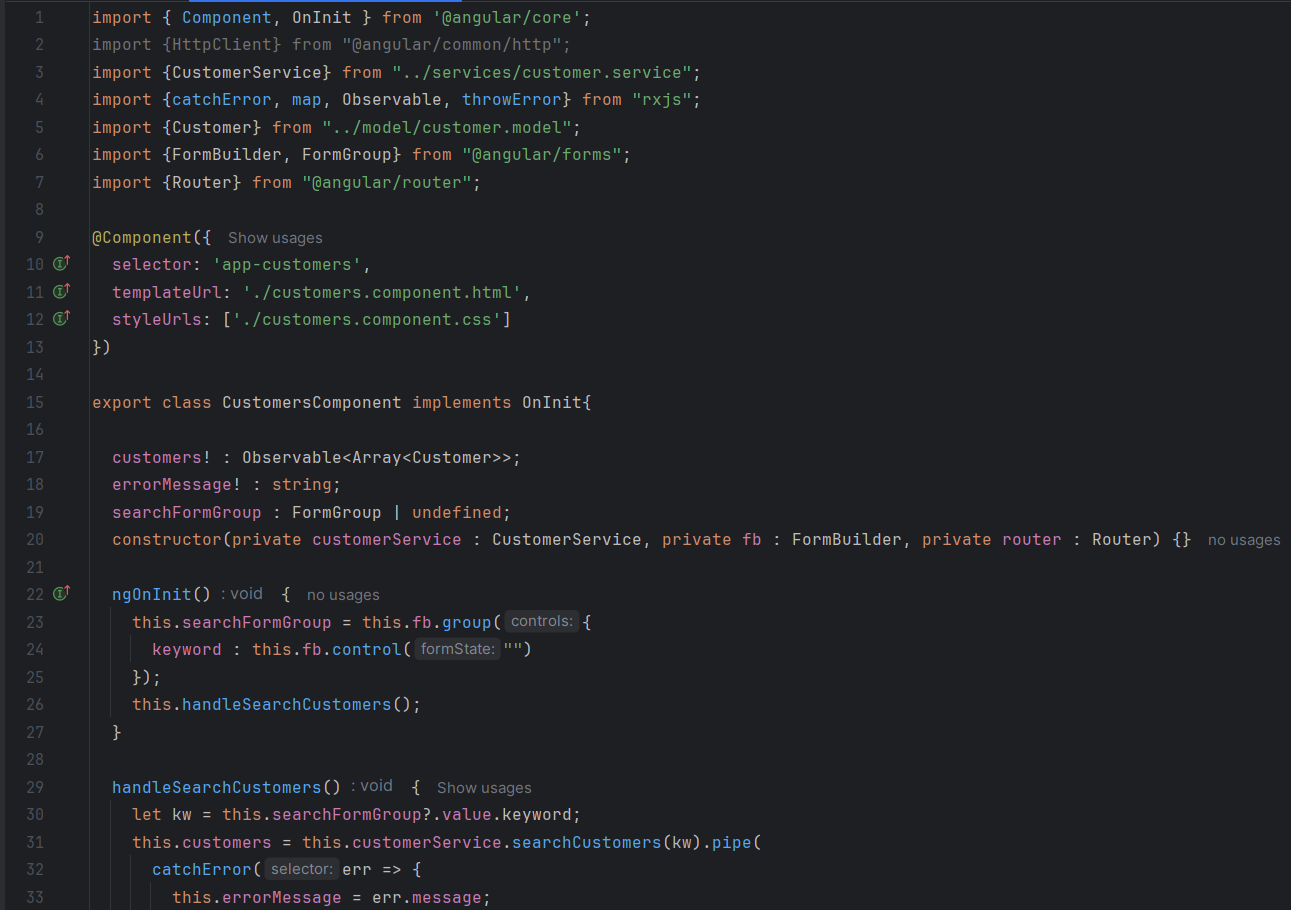 1 import { Component, OnInit } from '@angular/core';
2 import {HttpClient} from "@angular/common/http";
3 import {CustomerService} from "../services/customer.service";
4 import {catchError, map, Observable, throwError} from "rxjs";
5 import {Customer} from "../model/customer.model";
6 import {FormBuilder, FormGroup} from "@angular/forms";
7 import {Router} from "@angular/router";
8
9 @Component({ Show usages
10 selector: 'app-customers',
11 templateUrl: './customers.component.html',
12 styleUrls: ['./customers.component.css']
13 })
14
15 export class CustomersComponent implements OnInit{
16
17 customers! : Observable<Array<Customer>>;
18 errorMessage! : string;
19 searchFormGroup : FormGroup | undefined;
20 constructor(private customerService : CustomerService, private fb : FormBuilder, private router : Router) {} no usages
21
22 ngOnInit() : void { no usages
23 this.searchFormGroup = this.fb.group( controls: {
24 keyword : this.fb.control( formState: "")
25 });
26 this.handleSearchCustomers();
27 }
28
29 handleSearchCustomers() : void { Show usages
30 let kw = this.searchFormGroup?.value.keyword;
31 this.customers = this.customerService.searchCustomers(kw).pipe(
32 catchError( selector: err => {
33 this.errorMessage = err.message;